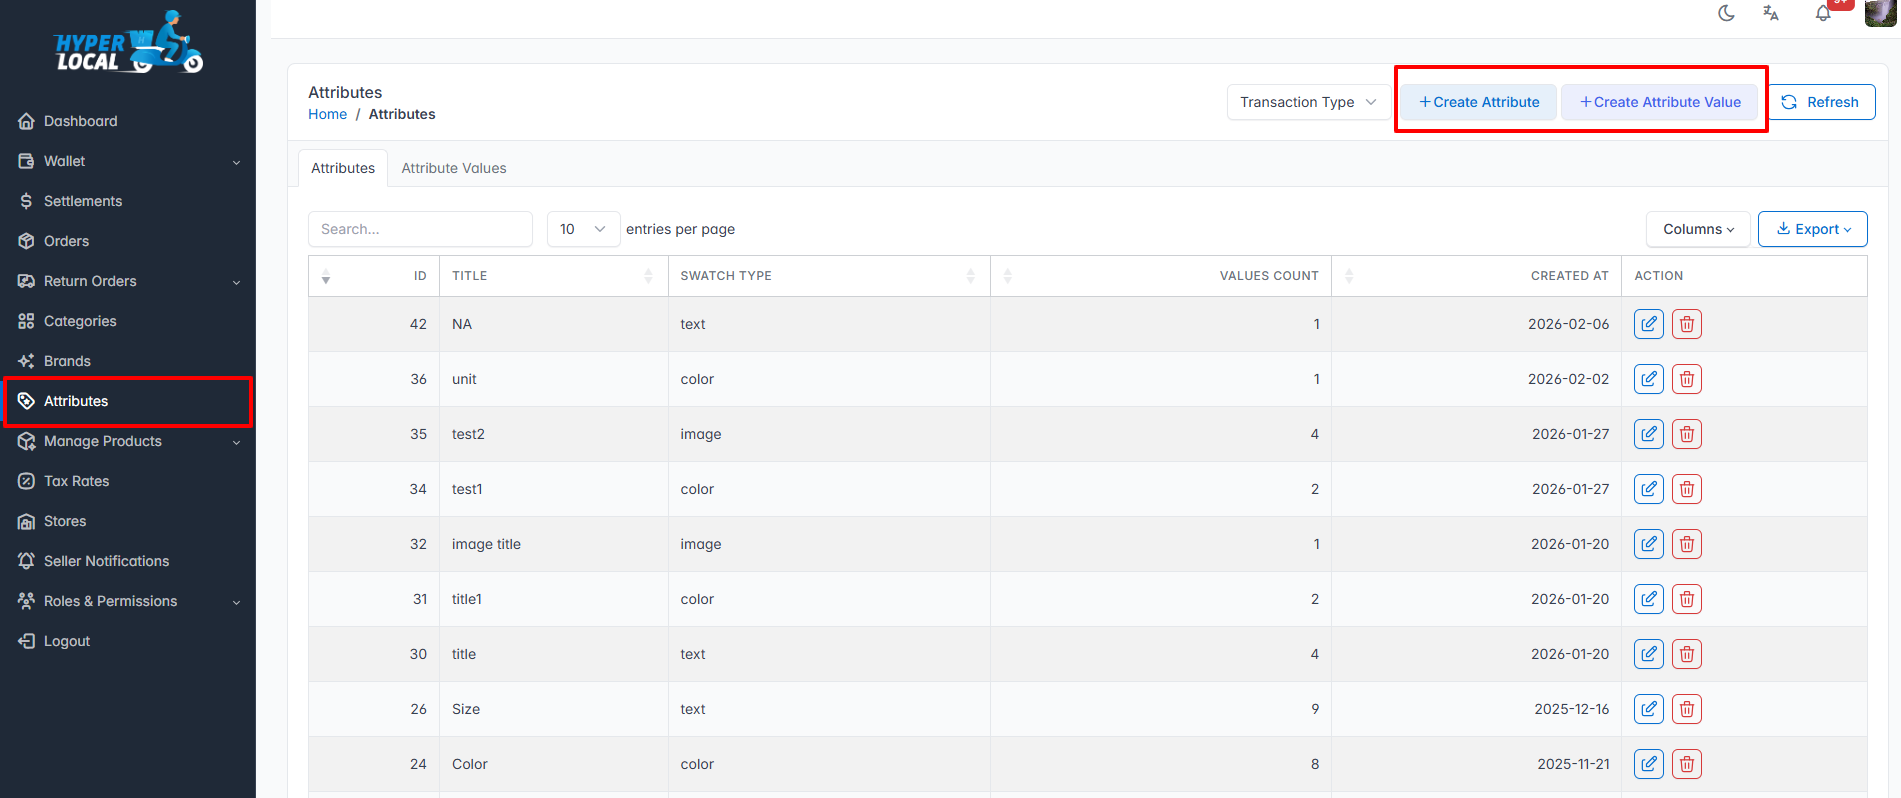 HYPER
LOCAL
Dashboard
Wallet
Settlements
Orders
Return Orders
Categories
Brands
Attributes
Manage Products
Tax Rates
Stores
Seller Notifications
Roles & Permissions
Logout
Attributes
Home / Attributes
Transaction Type
+Create Attribute
+Create Attribute Value
Refresh
Attributes Attribute Values
Search... 10 entries per page
Columns Export
ID TITLE SWATCH TYPE VALUES COUNT CREATED AT ACTION
42 NA text 1 2026-02-06
36 unit color 1 2026-02-02
35 test2 image 4 2026-01-27
34 test1 color 2 2026-01-27
32 image title image 1 2026-01-20
31 title1 color 2 2026-01-20
30 title text 4 2026-01-20
26 Size text 9 2025-12-16
24 Color color 8 2025-11-21